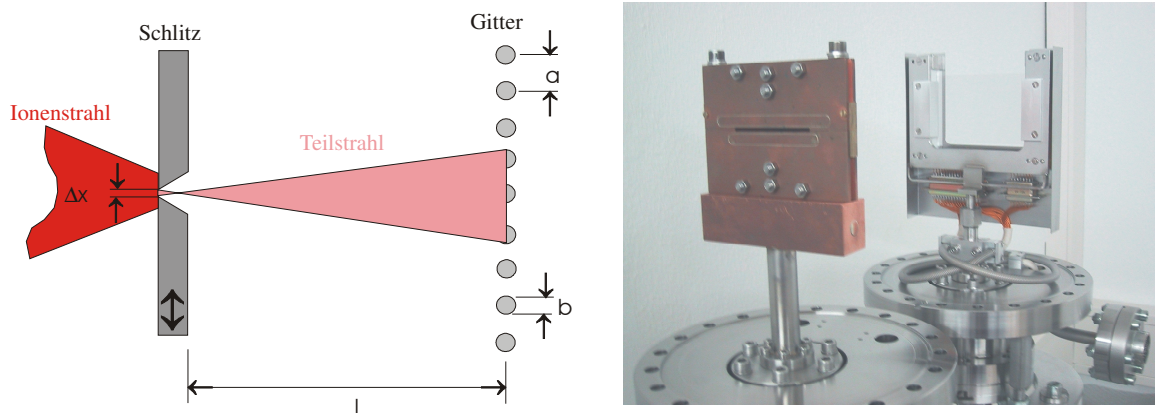 Schlitz
Gitter
a
Ionenstrahl
Teilstrahl
Δx
b
l